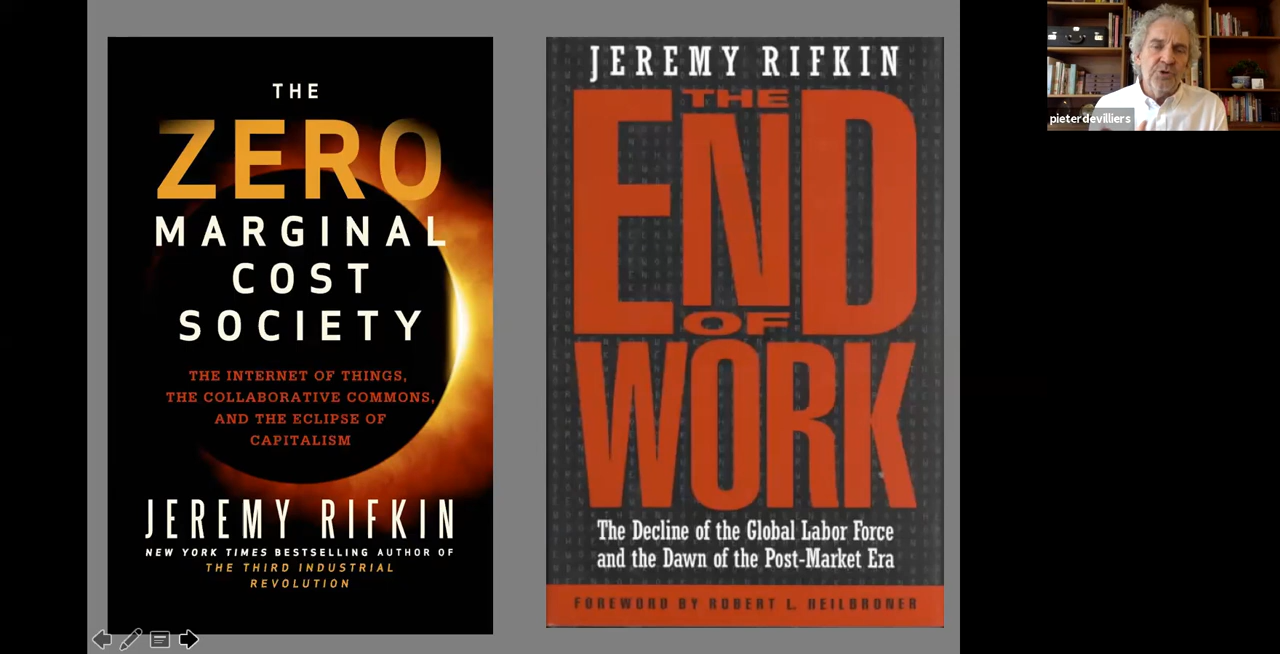 THE
ZERO
MARGINAL
COST
SOCIETY
THE INTERNET OF THINGS,
THE COLLABORATIVE COMMONS,
AND THE ECLIPSE OF
CAPITALISM
JEREMY RIFKIN
NEW YORK TIMES BESTSELLING AUTHOR OF
THE THIRD INDUSTRIAL
REVOLUTION
JEREMY RIFKIN
THE
END
OF
WORK
The Decline of the Global Labor Force
and the Dawn of the Post-Market Era
FOREWORD BY ROBERT L. HEILBRONER
pieterdevilliers